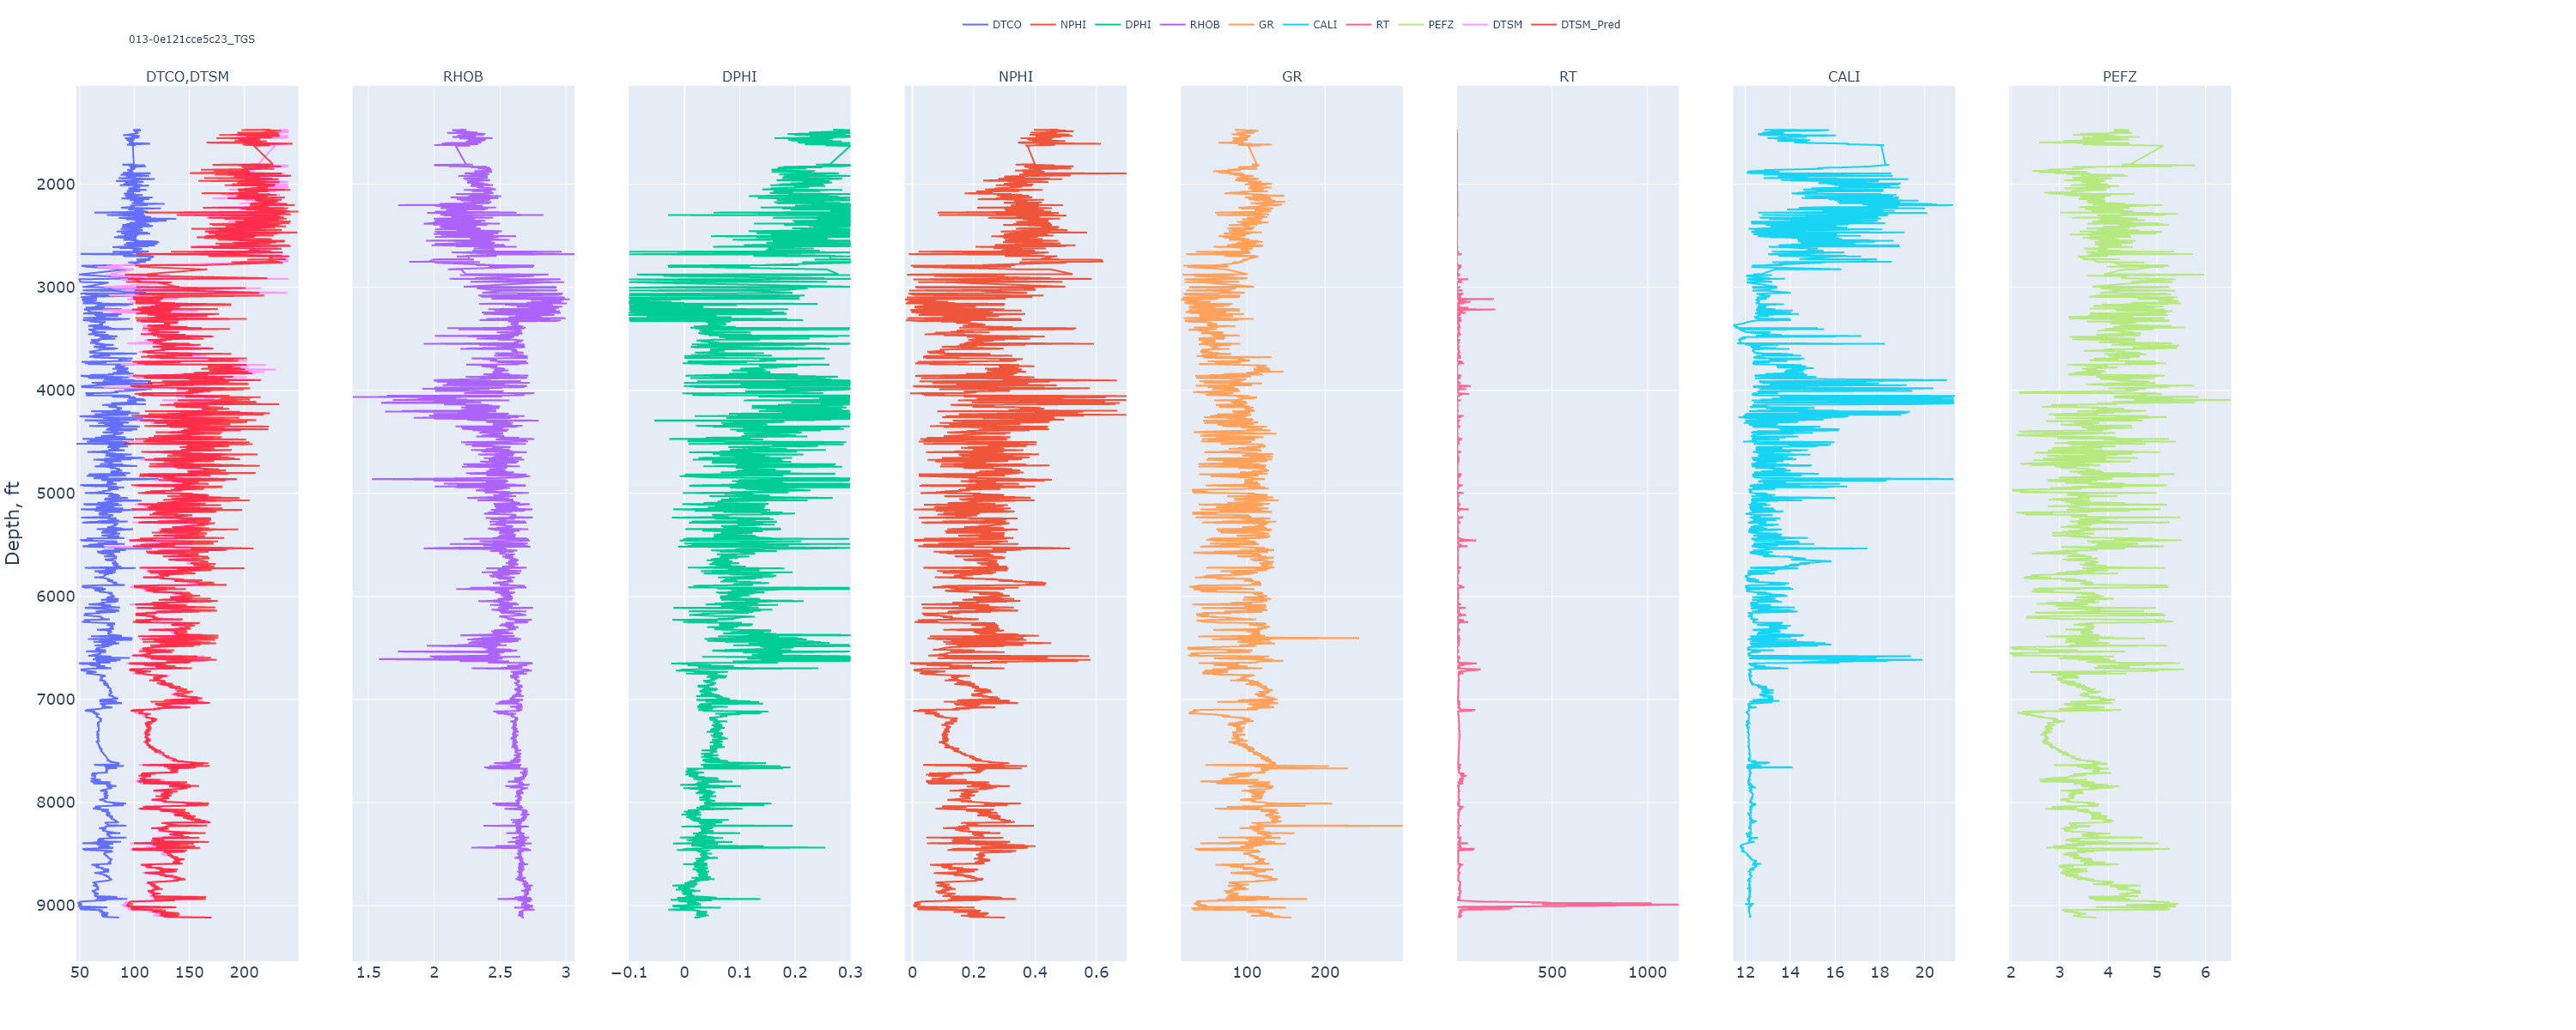 DTCO NPHI DPHI RHOB GR CALI RT PEFZ DTSM DTSM_Pred
013-0e121cce5c23_TGS
DTCO,DTSM RHOB DPHI NPHI GR RT CALI PEFZ
2000
3000
4000
5000
6000
7000
8000
9000
Depth, ft
50 100 150 200 1.5 2 2.5 3 −0.1 0 0.1 0.2 0.3 0 0.2 0.4 0.6 100 200 500 1000 12 14 16 18 20 2 3 4 5 6